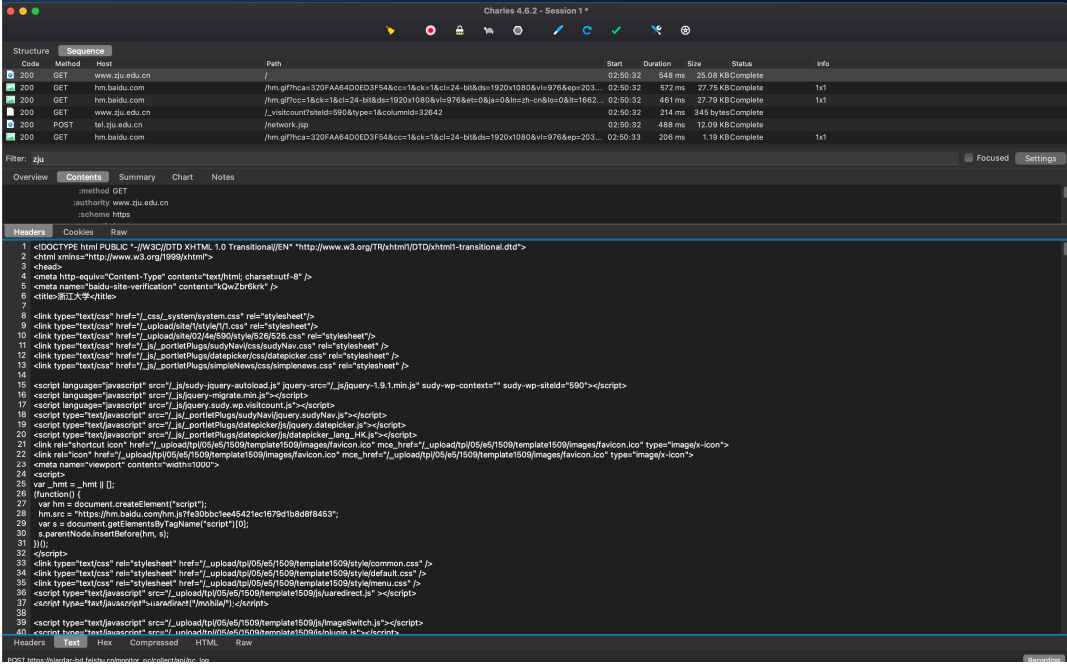 Charles 4.6.2 - Session 1 *
Structure Sequence
Code Method Host Path Start Duration Size Status Info
200 GET www.zju.edu.cn / 02:50:32 548 ms 25.08 KB Complete
200 GET hm.baidu.com /hm.gif?hca=320FAA64D0ED3F54&cc=1&ck=1&cl=24-bit&ds=1920x1080&vl=976&ep=203... 02:50:32 572 ms 27.75 KB Complete 1x1
200 GET hm.baidu.com /hm.gif?cc=1&ck=1&cl=24-bit&ds=1920x1080&vl=976&et=0&ja=0&ln=zh-cn&lo=0&lt=1662... 02:50:32 461 ms 27.79 KB Complete 1x1
200 GET www.zju.edu.cn /_visitcount?siteId=590&type=1&columnId=32642 02:50:32 214 ms 345 bytes Complete
200 POST tel.zju.edu.cn /network.jsp 02:50:32 488 ms 12.09 KB Complete
200 GET hm.baidu.com /hm.gif?hca=320FAA64D0ED3F54&cc=1&ck=1&cl=24-bit&ds=1920x1080&vl=976&ep=203... 02:50:33 206 ms 1.19 KB Complete 1x1
Filter: zju Focused Settings
Overview Contents Summary Chart Notes
:method GET
:authority www.zju.edu.cn
:scheme https
Headers Cookies Raw
1 <!DOCTYPE html PUBLIC "-//W3C//DTD XHTML 1.0 Transitional//EN" "http://www.w3.org/TR/xhtml1/DTD/xhtml1-transitional.dtd">
2 <html xmlns="http://www.w3.org/1999/xhtml">
3 <head>
4 <meta http-equiv="Content-Type" content="text/html; charset=utf-8" />
5 <meta name="baidu-site-verification" content="kQwZbr6krk" />
6 <title>浙江大学</title>
7
8 <link type="text/css" href="/_css/_system/system.css" rel="stylesheet"/>
9 <link type="text/css" href="/_upload/site/1/style/1/1.css" rel="stylesheet"/>
10 <link type="text/css" href="/_upload/site/02/4e/590/style/526/526.css" rel="stylesheet"/>
11 <link type="text/css" href="/_js/_portletPlugs/sudyNavi/css/sudyNav.css" rel="stylesheet" />
12 <link type="text/css" href="/_js/_portletPlugs/datepicker/css/datepicker.css" rel="stylesheet" />
13 <link type="text/css" href="/_js/_portletPlugs/simpleNews/css/simplenews.css" rel="stylesheet" />
14
15 <script language="javascript" src="/_js/sudy-jquery-autoload.js" jquery-src="/_js/jquery-1.9.1.min.js" sudy-wp-context="" sudy-wp-siteId="590"></script>
16 <script language="javascript" src="/_js/jquery-migrate.min.js"></script>
17 <script language="javascript" src="/_js/jquery.sudy.wp.visitcount.js"></script>
18 <script type="text/javascript" src="/_js/_portletPlugs/sudyNavi/jquery.sudyNav.js"></script>
19 <script type="text/javascript" src="/_js/_portletPlugs/datepicker/js/jquery.datepicker.js"></script>
20 <script type="text/javascript" src="/_js/_portletPlugs/datepicker/js/datepicker_lang_HK.js"></script>
21 <link rel="shortcut icon" href="/_upload/tpl/05/e5/1509/template1509/images/favicon.ico" mce_href="/_upload/tpl/05/e5/1509/template1509/images/favicon.ico" type="image/x-icon">
22 <link rel="icon" href="/_upload/tpl/05/e5/1509/template1509/images/favicon.ico" mce_href="/_upload/tpl/05/e5/1509/template1509/images/favicon.ico" type="image/x-icon">
23 <meta name="viewport" content="width=1000">
24 <script>
25 var _hmt = _hmt || [];
26 (function() {
27 var hm = document.createElement("script");
28 hm.src = "https://hm.baidu.com/hm.js?fe30bbc1ee45421ec1679d1b8d8f8453";
29 var s = document.getElementsByTagName("script")[0];
30 s.parentNode.insertBefore(hm, s);
31 })();
32 </script>
33 <link type="text/css" rel="stylesheet" href="/_upload/tpl/05/e5/1509/template1509/style/common.css" />
34 <link type="text/css" rel="stylesheet" href="/_upload/tpl/05/e5/1509/template1509/style/default.css" />
35 <link type="text/css" rel="stylesheet" href="/_upload/tpl/05/e5/1509/template1509/style/menu.css" />
36 <script type="text/javascript" src="/_upload/tpl/05/e5/1509/template1509/js/uaredirect.js" ></script>
37 <script type="text/javascript">uaredirect("/mobile/");</script>
38
39 <script type="text/javascript" src="/_upload/tpl/05/e5/1509/template1509/js/ImageSwitch.js"></script>
40 <script type="text/javascript" src="/_upload/tpl/05/e5/1509/template1509/js/plugin.js"></script>
Headers Text Hex Compressed HTML Raw
POST https://slardar-bd.feishu.cn/monitor_pc/collect/api/pc_log Recording